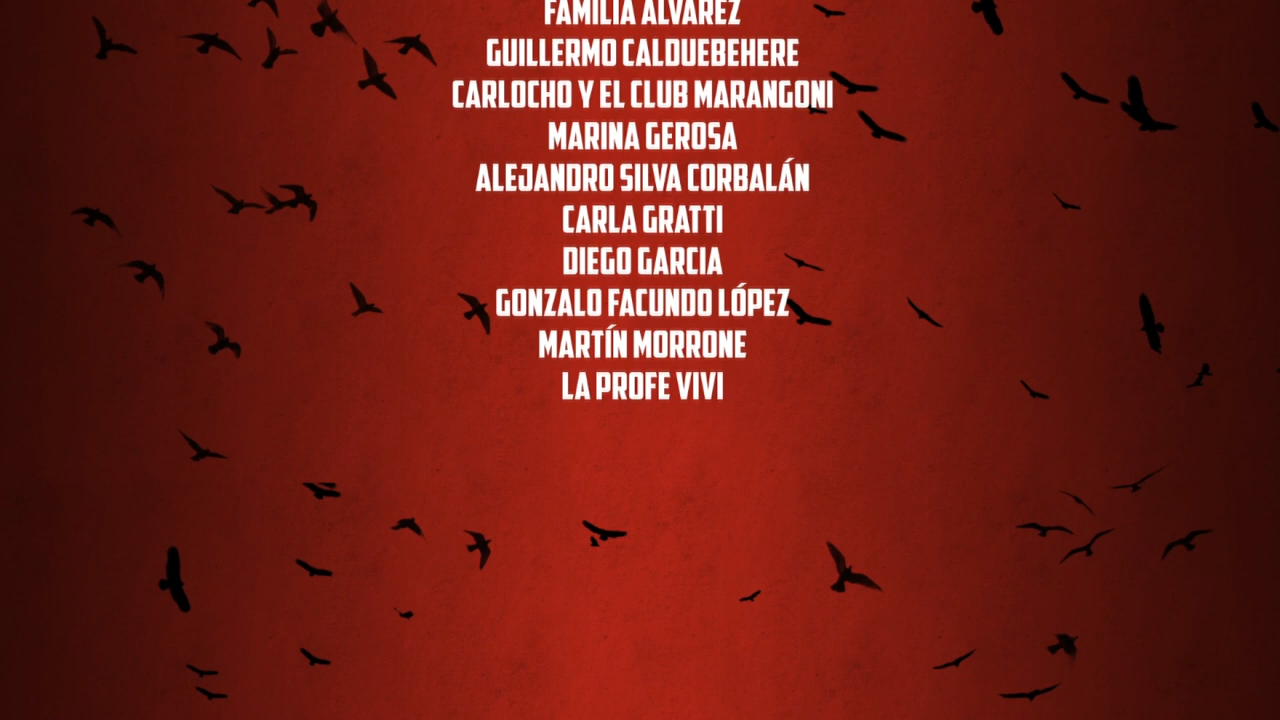 FAMILIA ALVAREZ
GUILLERMO CALDUEBEHERE
CARLOCHO Y EL CLUB MARANGONI
MARINA GEROSA
ALEJANDRO SILVA CORBALÁN
CARLA GRATTI
DIEGO GARCIA
GONZALO FACUNDO LÓPEZ
MARTÍN MORRONE
LA PROFE VIVI